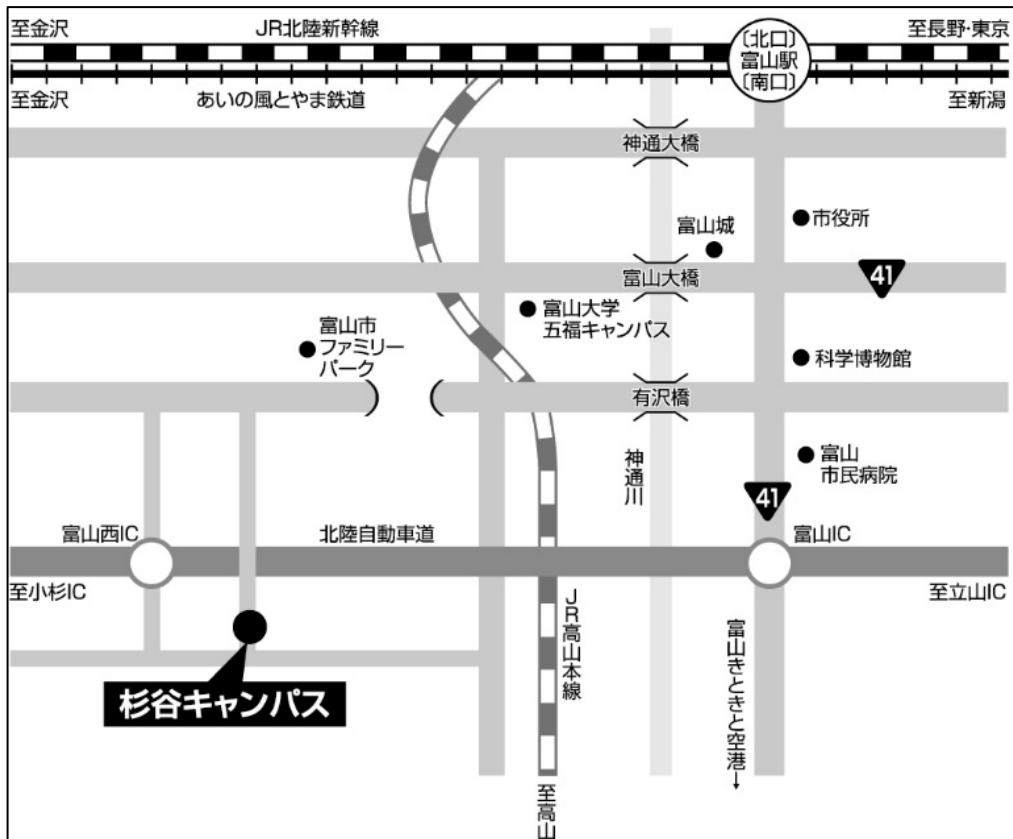 至金沢
JR北陸新幹線
至長野・東京
〔北口〕
富山駅
〔南口〕
至金沢
あいの風とやま鉄道
至新潟
神通大橋
市役所
富山城
富山大橋
41
富山大学
五福キャンパス
富山市
ファミリー
パーク
科学博物館
有沢橋
神通川
富山
市民病院
41
富山西IC
北陸自動車道
富山IC
至小杉IC
至立山IC
JR高山本線
富山きときと空港→
杉谷キャンパス
至高山